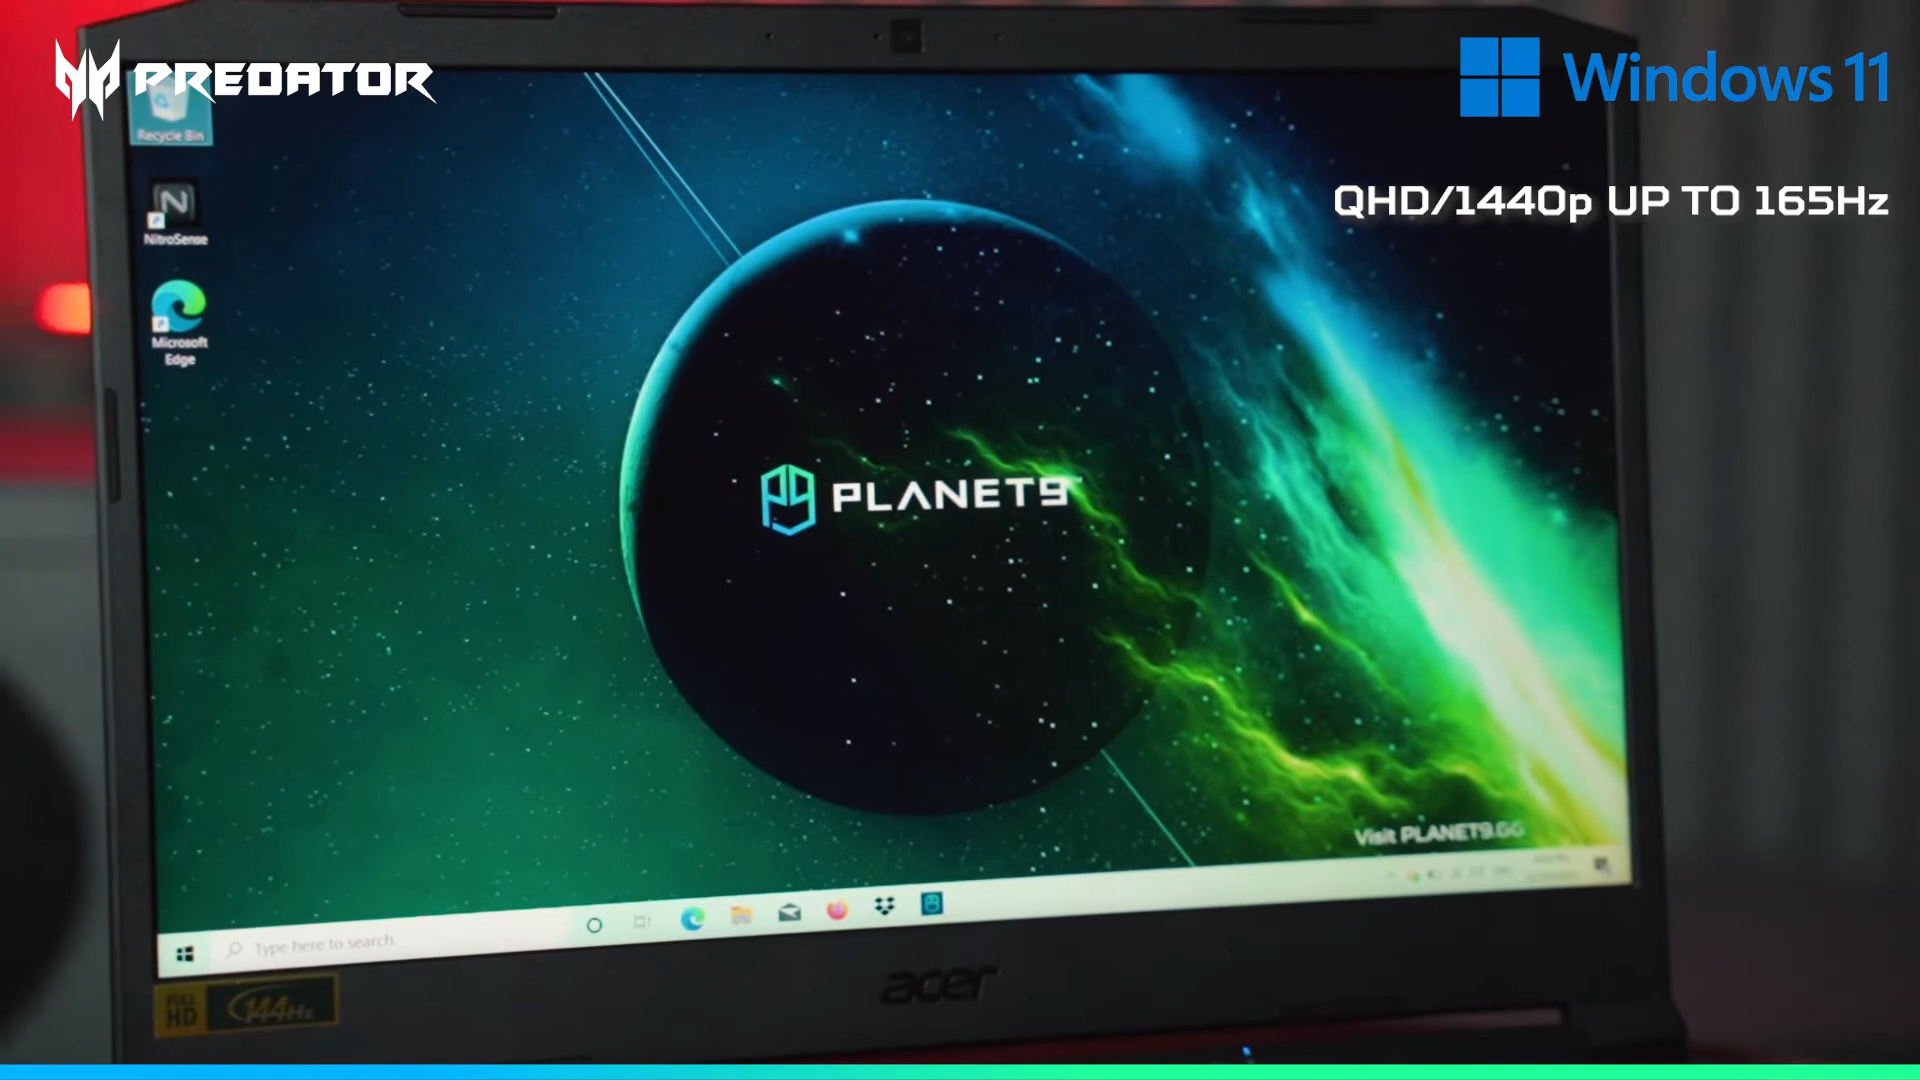 PREDATOR
Windows 11
QHD/1440p UP TO 165Hz
Recycle Bin
NitroSense
Microsoft
Edge
PLANET9
Visit PLANET9.GG
Type here to search
FULL
HD
144Hz
acer